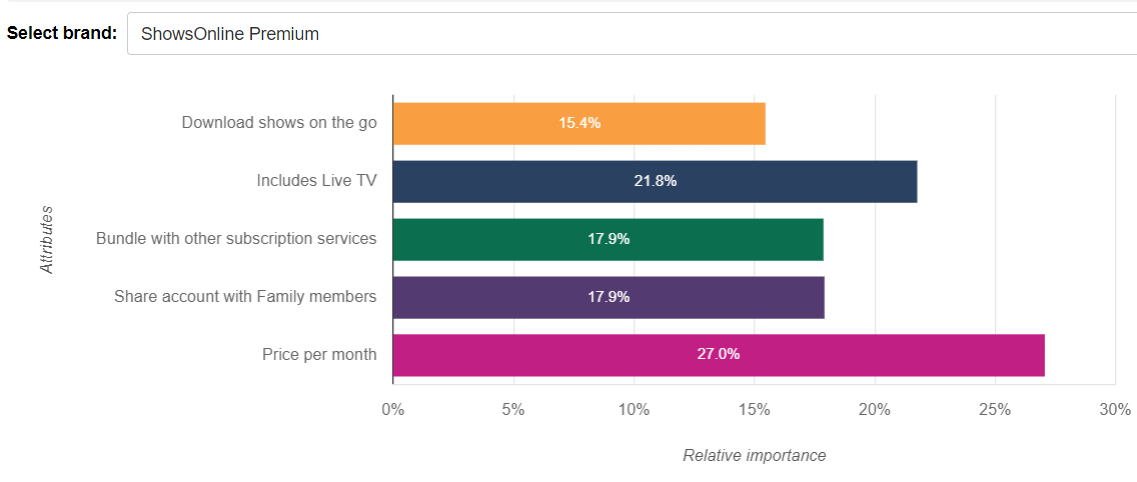 Select brand: ShowsOnline Premium
Download shows on the go 15.4%
Includes Live TV 21.8%
Bundle with other subscription services 17.9%
Share account with Family members 17.9%
Price per month 27.0%
Attributes
0% 5% 10% 15% 20% 25% 30%
Relative importance